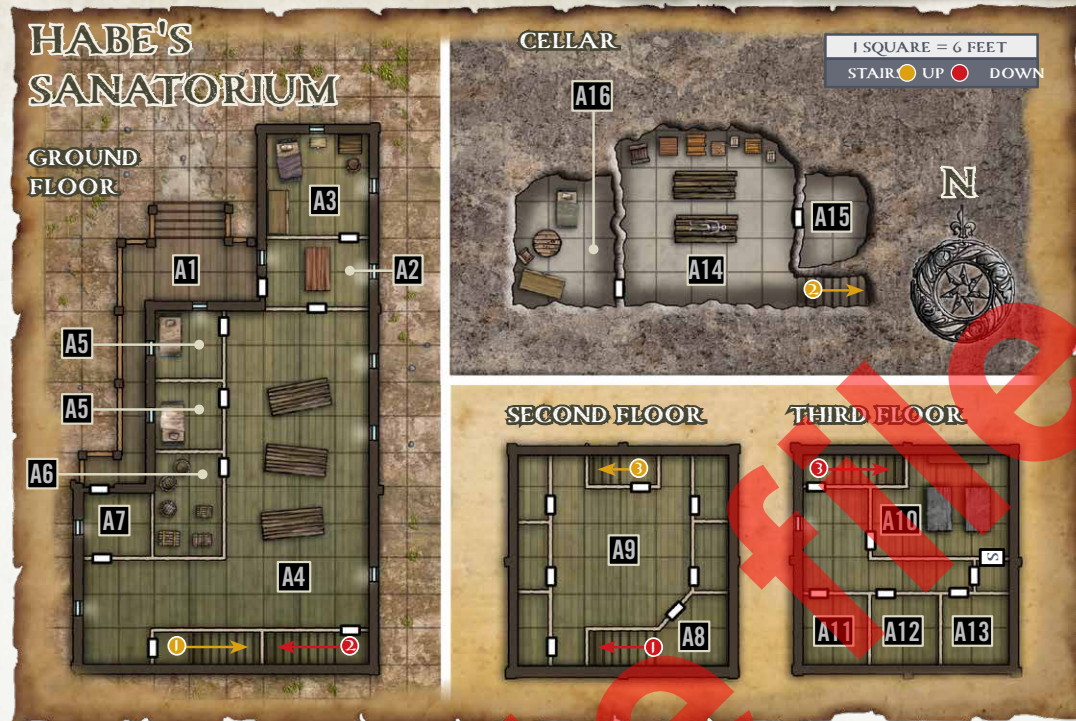 HABE'S
SANATORIUM
GROUND
FLOOR
A3
A1
A2
A5
A5
A6
A7
A4
1
2
CELLAR
1 SQUARE = 6 FEET
STAIRS UP DOWN
A16
N
A15
A14
2
SECOND FLOOR
3
A9
A8
1
THIRD FLOOR
3
A10
S
A11
A12
A13
file